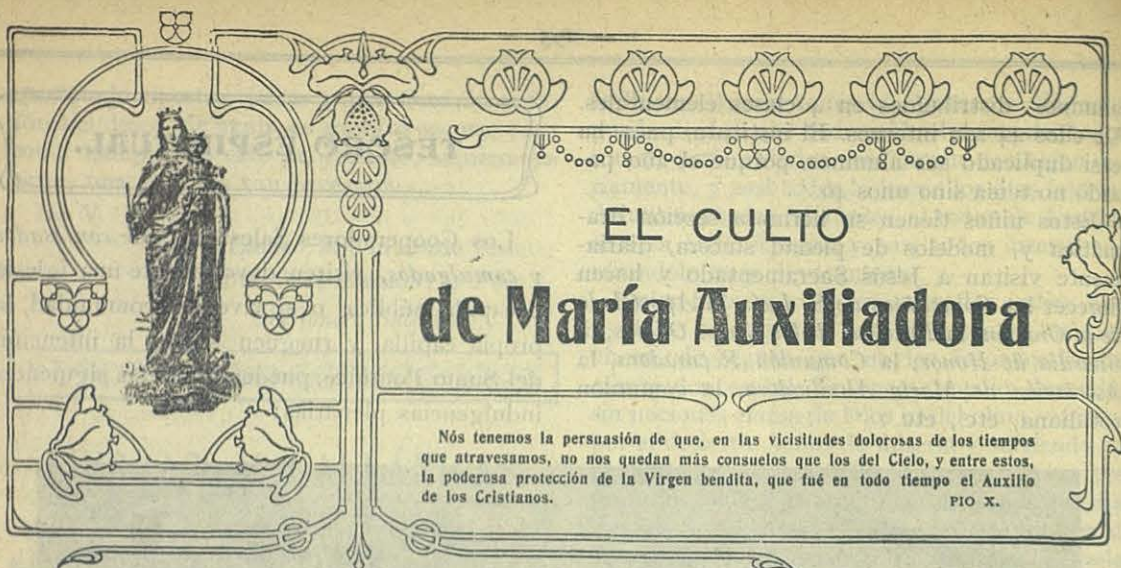 EL CULTO
de María Auxiliadora
Nós tenemos la persuasión de que, en las vicisitudes dolorosas de los tiempos
que atravesamos, no nos quedan más consuelos que los del Cielo, y entre estos,
la poderosa protección de la Virgen bendita, que fué en todo tiempo el Auxilio
de los Cristianos.
PIO X.